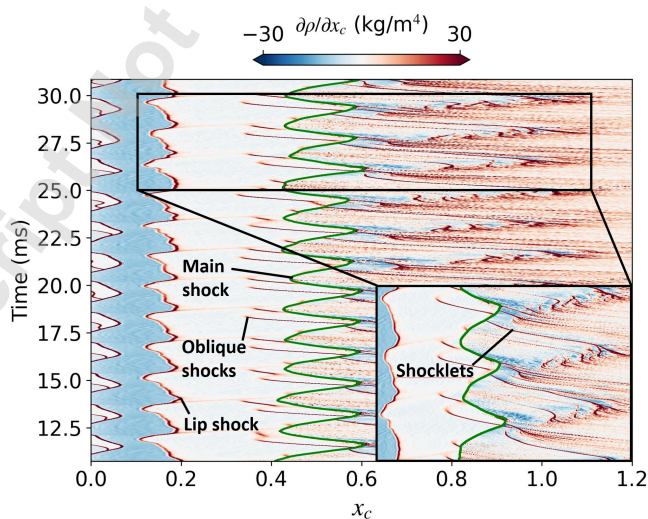 ∂ρ/∂x_c (kg/m⁴)
−30 30
30.0
27.5
25.0
22.5
20.0
17.5
15.0
12.5
Time (ms)
Main
shock
Oblique
shocks
Lip shock
Shocklets
0.0 0.2 0.4 0.6 0.8 1.0 1.2
x_c
script Not